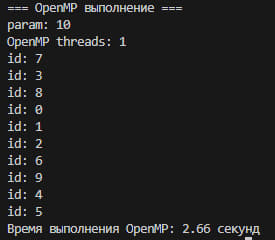 === OpenMP выполнение ===
param: 10
OpenMP threads: 1
id: 7
id: 3
id: 8
id: 0
id: 1
id: 2
id: 6
id: 9
id: 4
id: 5
Время выполнения OpenMP: 2.66 секунд